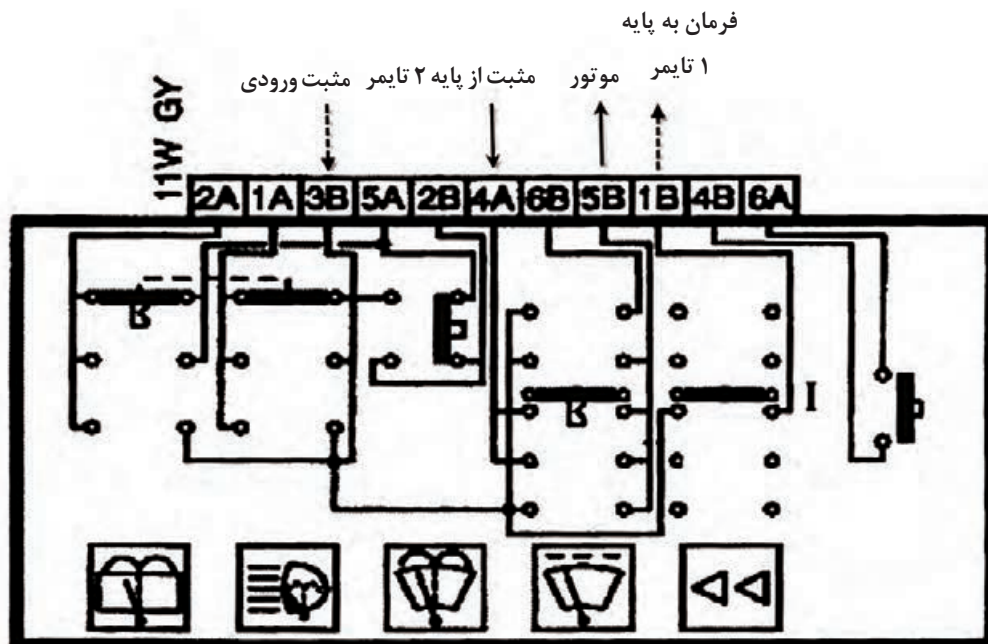 فرمان به پایه
۱ تایمر
موتور
مثبت از پایه ۲ تایمر
مثبت ورودی
11W GY
2A 1A 3B 5A 2B 4A 6B 5B 1B 4B 6A
I